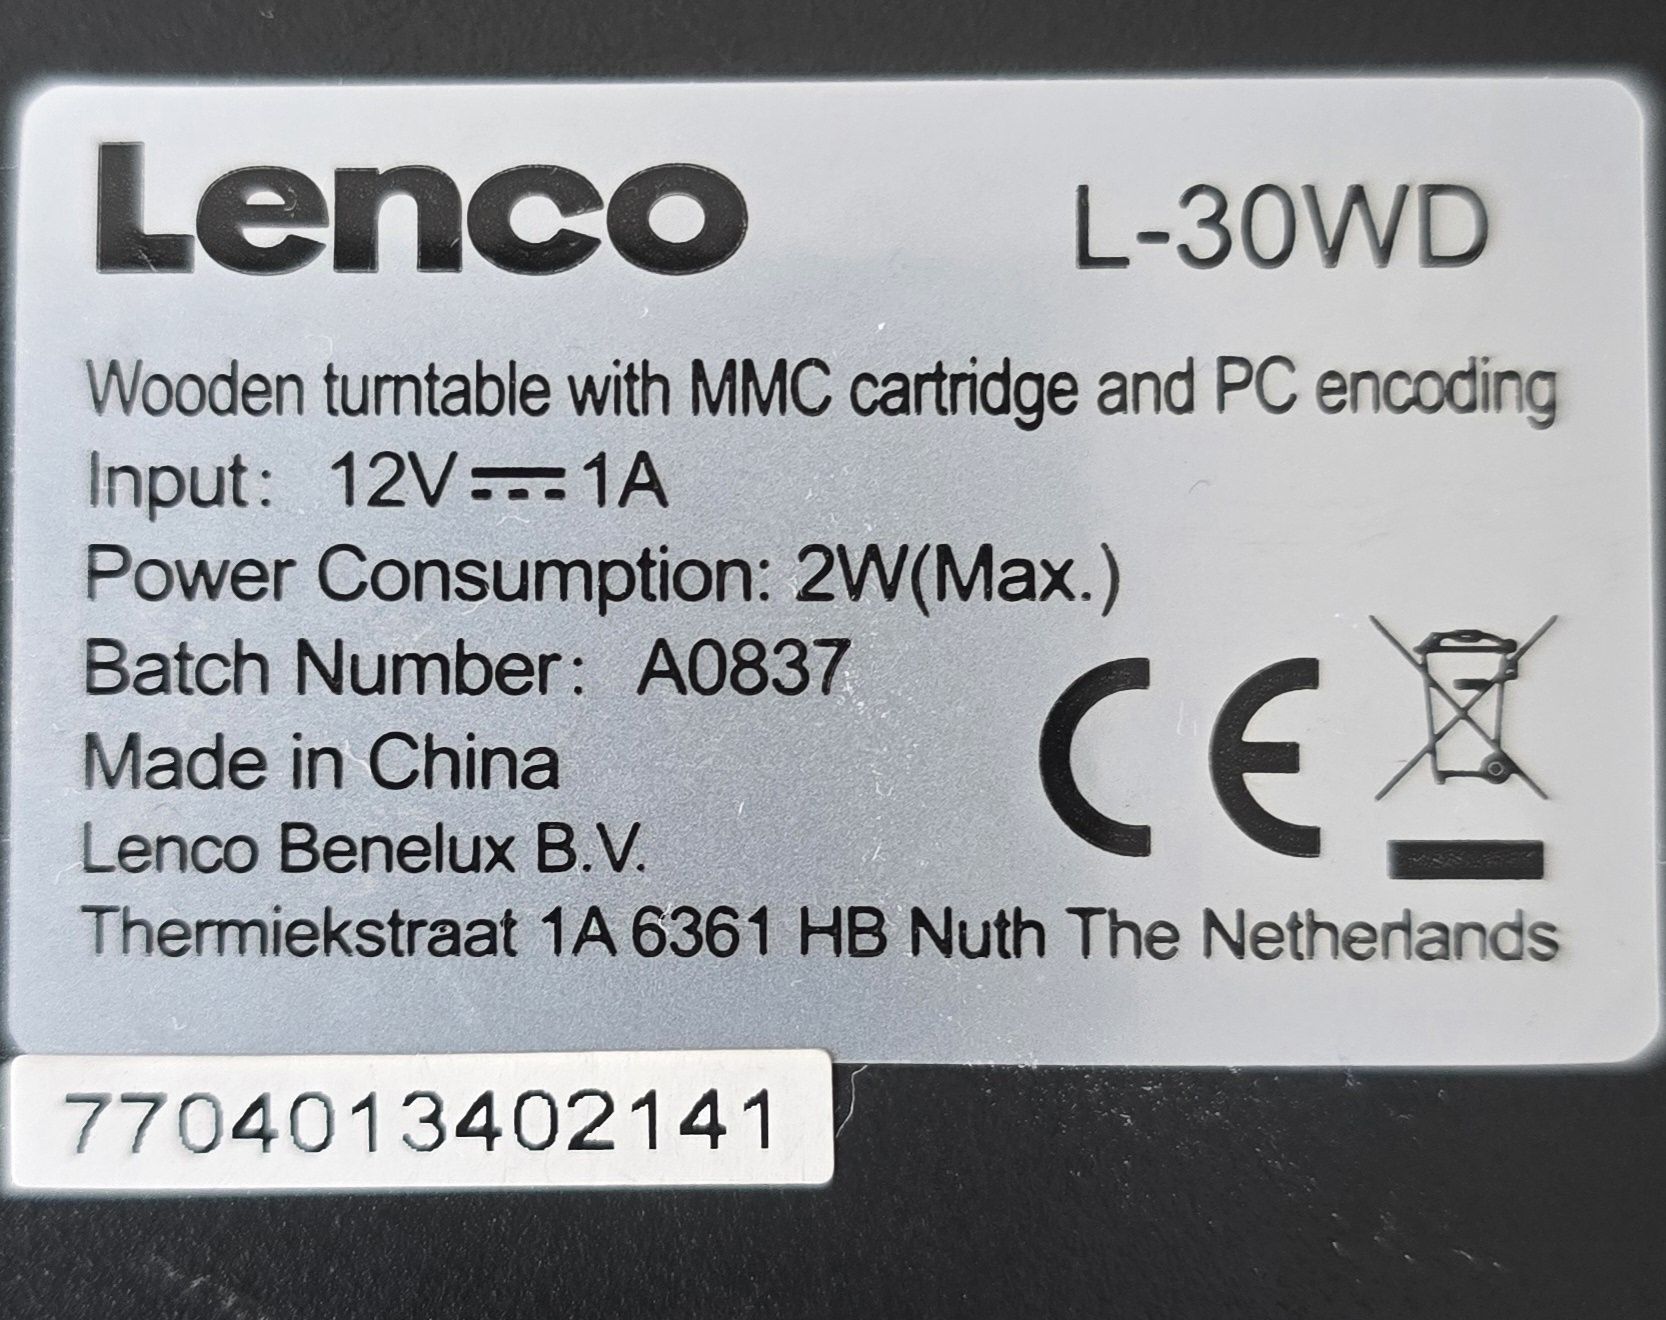 Lenco L-30WD
Wooden turntable with MMC cartridge and PC encoding
Input: 12V⎓1A
Power Consumption: 2W(Max.)
Batch Number: A0837
Made in China
Lenco Benelux B.V.
Thermiekstraat 1A 6361 HB Nuth The Netherlands
CE
7704013402141